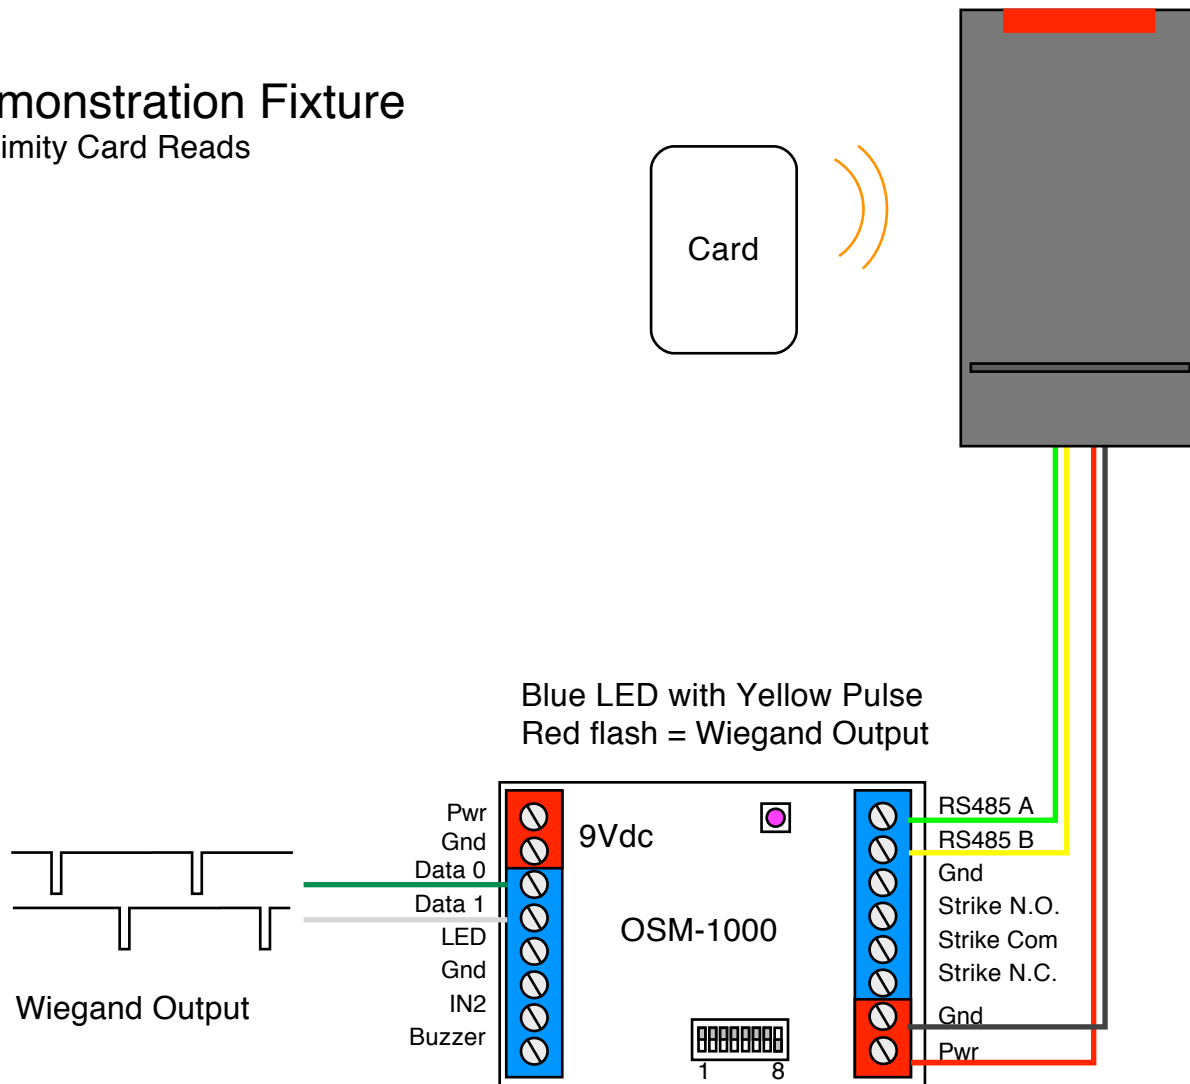 monstration Fixture
imity Card Reads
Card
Blue LED with Yellow Pulse
Red flash = Wiegand Output
Pwr
Gnd
Data 0
Data 1
LED
Gnd
IN2
Buzzer
9Vdc
OSM-1000
1 8
RS485 A
RS485 B
Gnd
Strike N.O.
Strike Com
Strike N.C.
Gnd
Pwr
Wiegand Output